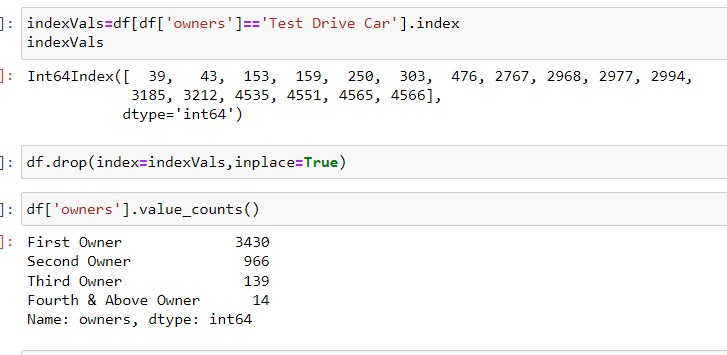 ]: indexVals=df[df['owners']=='Test Drive Car'].index
indexVals
]: Int64Index([  39,   43,  153,  159,  250,  303,  476, 2767, 2968, 2977, 2994,
            3185, 3212, 4535, 4551, 4565, 4566],
           dtype='int64')
]: df.drop(index=indexVals,inplace=True)
]: df['owners'].value_counts()
]: First Owner             3430
Second Owner             966
Third Owner              139
Fourth & Above Owner      14
Name: owners, dtype: int64